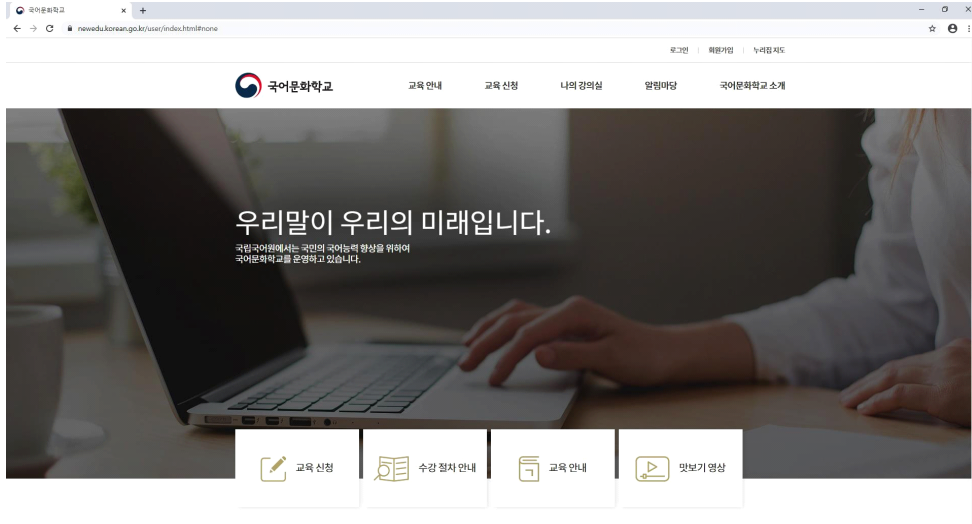 국어문화학교
newedu.korean.go.kr/user/index.html#none
로그인 회원가입 누리집 지도
국어문화학교 교육 안내 교육 신청 나의 강의실 알림마당 국어문화학교 소개
우리말이 우리의 미래입니다.
국립국어원에서는 국민의 국어능력 향상을 위하여
국어문화학교를 운영하고 있습니다.
교육 신청 수강 절차 안내 교육 안내 맛보기 영상